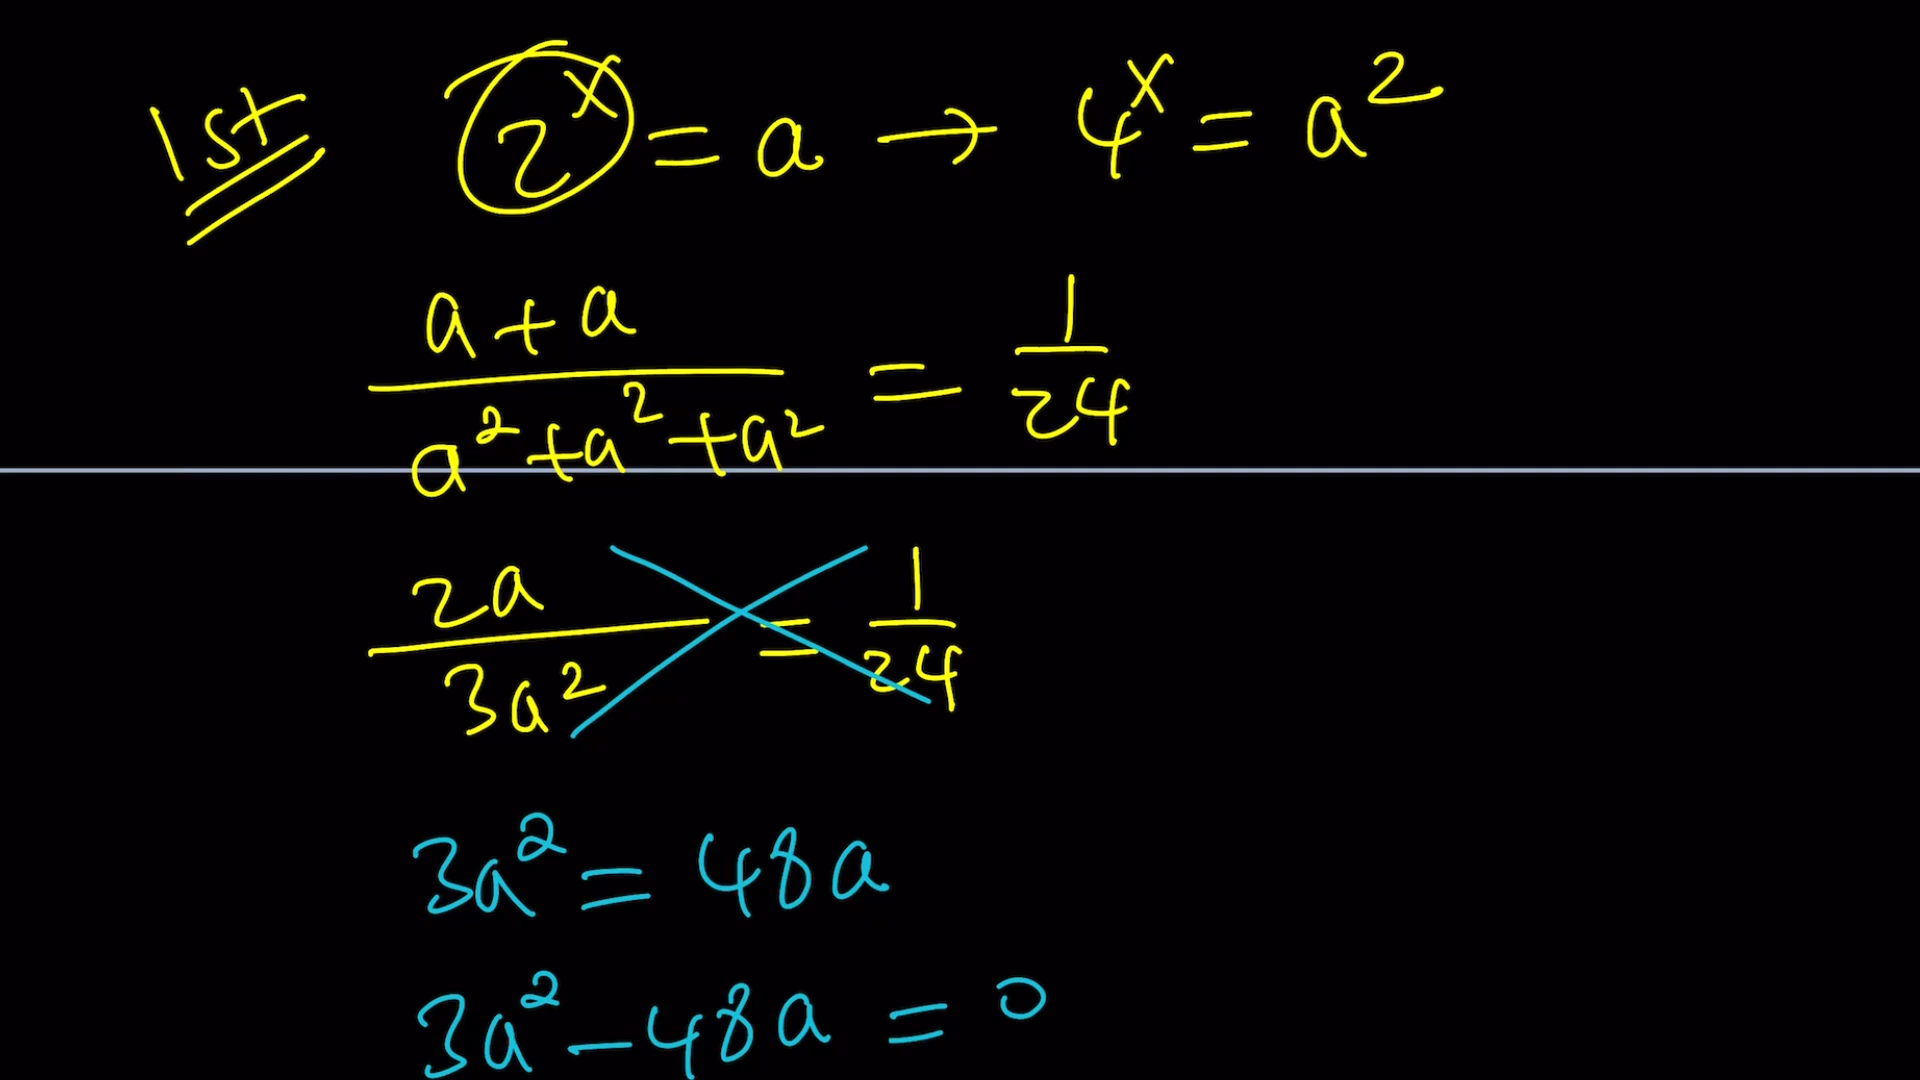 1st 2^x = a → 4^x = a^2
a + a / a^2 + a^2 + a^2 = 1/24
2a / 3a^2 = 1/24
3a^2 = 48a
3a^2 - 48a = 0